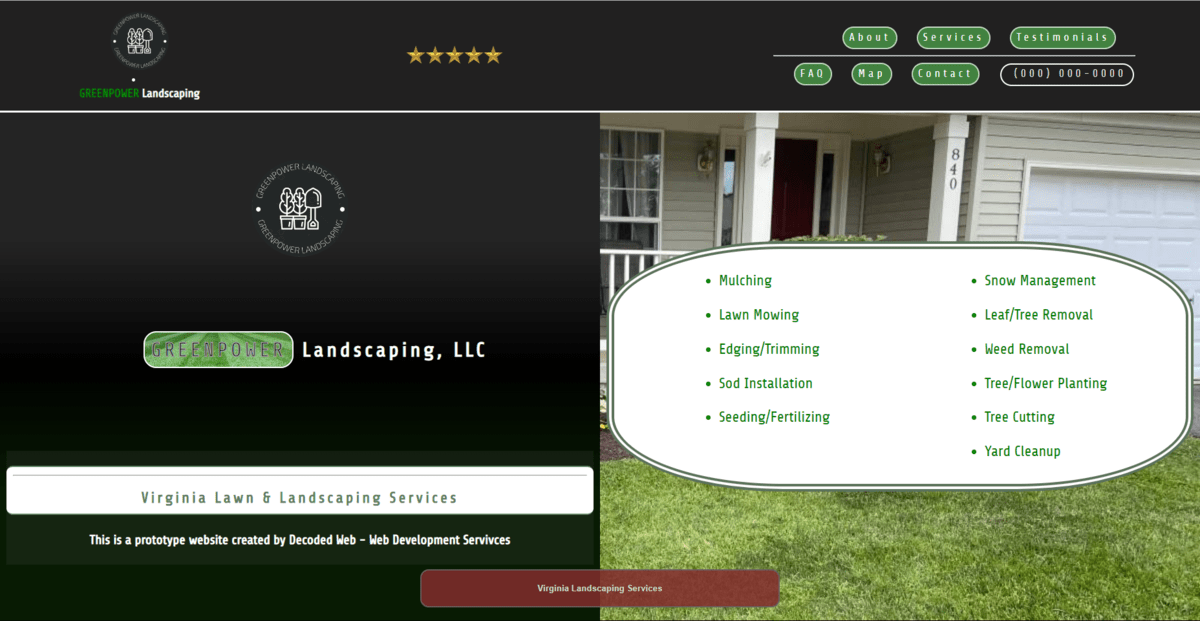 GREENPOWER LANDSCAPING
GREENPOWER LANDSCAPING
GREENPOWER Landscaping
About
Services
Testimonials
FAQ
Map
Contact
(000) 000-0000
GREENPOWER LANDSCAPING
GREENPOWER LANDSCAPING
GREENPOWER Landscaping, LLC
Virginia Lawn & Landscaping Services
This is a prototype website created by Decoded Web - Web Development Servivces
840
Mulching
Lawn Mowing
Edging/Trimming
Sod Installation
Seeding/Fertilizing
Snow Management
Leaf/Tree Removal
Weed Removal
Tree/Flower Planting
Tree Cutting
Yard Cleanup
Virginia Landscaping Services